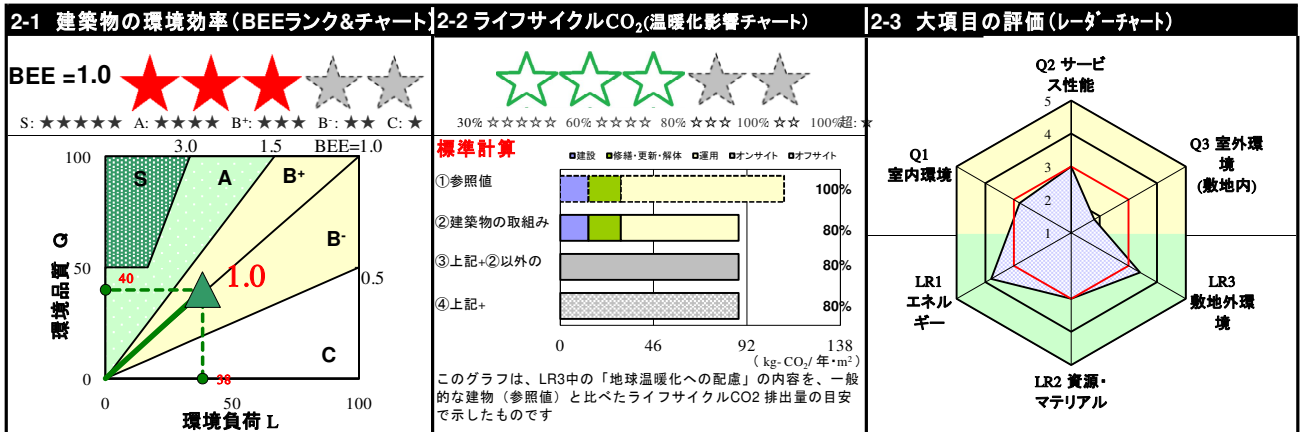 2-1 建築物の環境効率(BEEランク&チャート)
BEE =1.0
S: ★★★★★ A: ★★★★ B+: ★★★ B-: ★★ C: ★
3.0 1.5 BEE=1.0
100
S A B+
B-
50
40
1.0
0.5
C
0
38
0 50 100
環境品質 Q
環境負荷 L
2-2 ライフサイクルCO2(温暖化影響チャート)
30% ☆☆☆☆☆ 60% ☆☆☆☆ 80% ☆☆☆ 100% ☆☆ 100%超: ☆
標準計算
建設 修繕・更新・解体 運用 オンサイト オフサイト
①参照値 100%
②建築物の取組み 80%
③上記+②以外の 80%
④上記+ 80%
0 46 92 138
( kg-CO2/ 年・m2 )
このグラフは、LR3中の「地球温暖化への配慮」の内容を、一般
的な建物（参照値）と比べたライフサイクルCO2 排出量の目安
で示したものです
2-3 大項目の評価(レーダーチャート)
Q2 サービ
ス性能
5
4
3
2
1
Q1
室内環境
Q3 室外環
境
(敷地内)
LR1
エネル
ギー
LR3
敷地外環
境
LR2 資源・
マテリアル